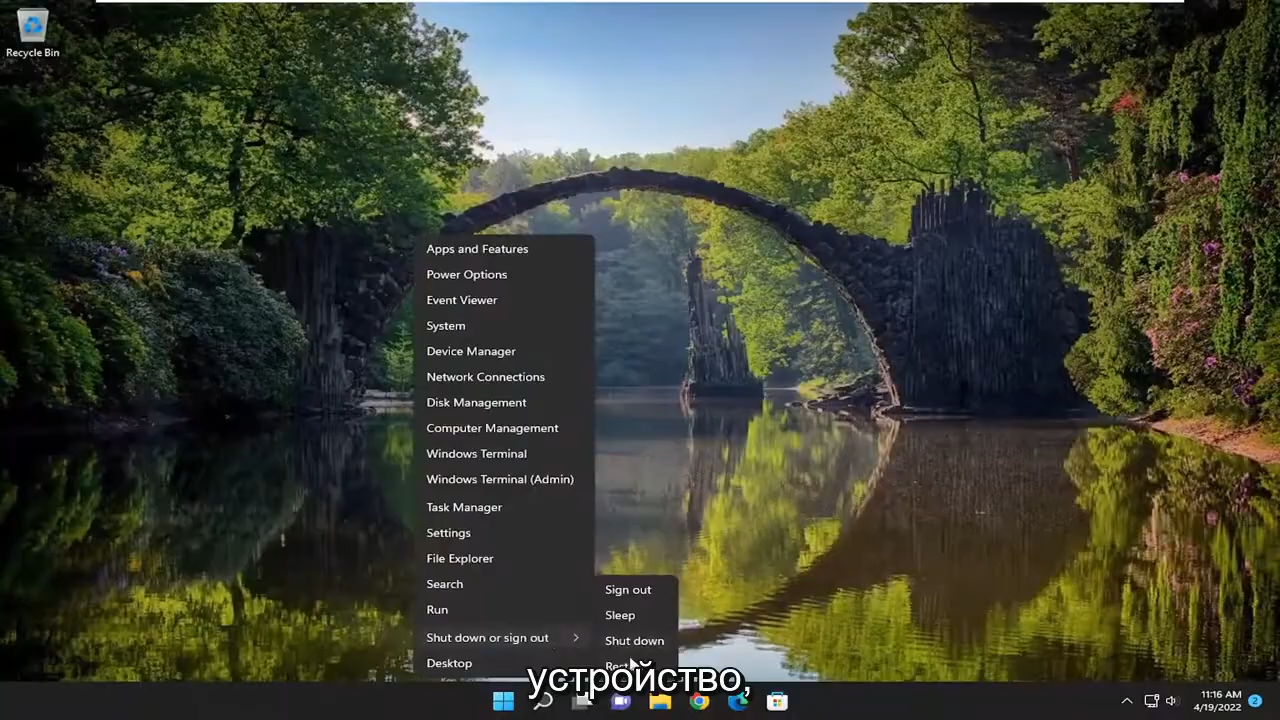 Recycle Bin
Apps and Features
Power Options
Event Viewer
System
Device Manager
Network Connections
Disk Management
Computer Management
Windows Terminal
Windows Terminal (Admin)
Task Manager
Settings
File Explorer
Search
Run
Shut down or sign out
Desktop
Sign out
Sleep
Shut down
устройство,
11:16 AM
4/19/2022
2